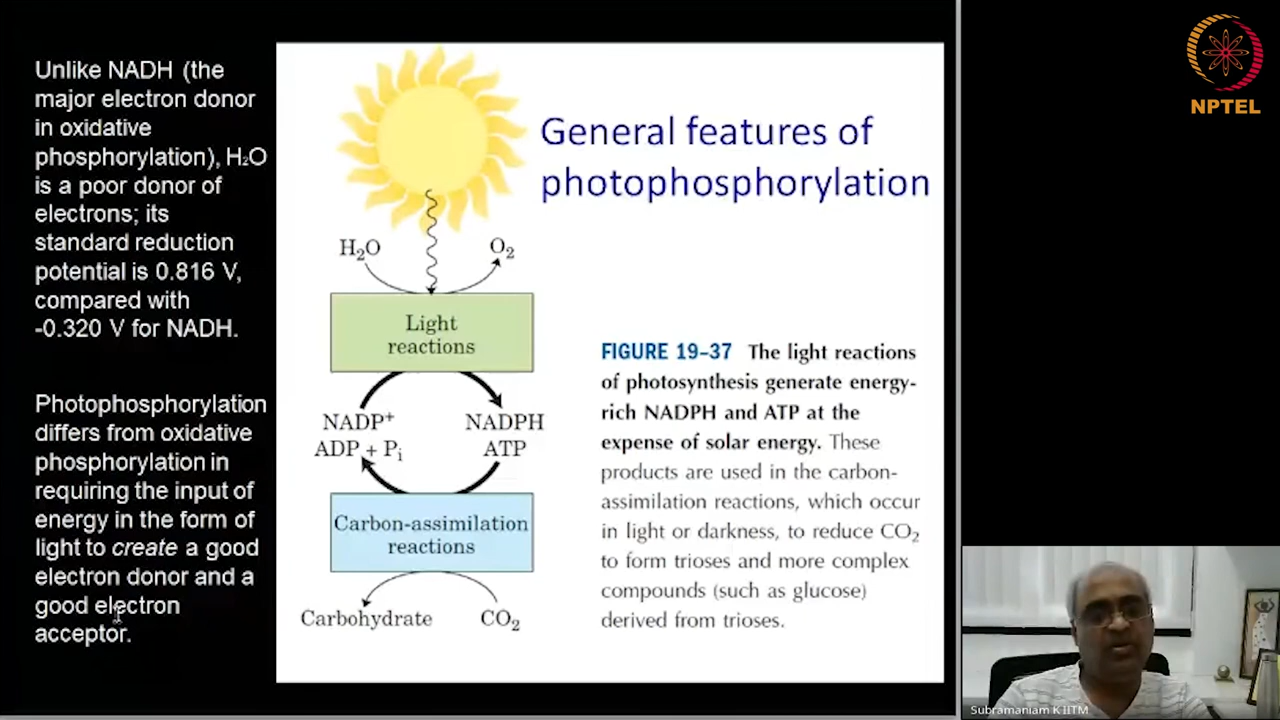 Unlike NADH (the
major electron donor
in oxidative
phosphorylation), H₂O
is a poor donor of
electrons; its
standard reduction
potential is 0.816 V,
compared with
-0.320 V for NADH.
Photophosphorylation
differs from oxidative
phosphorylation in
requiring the input of
energy in the form of
light to create a good
electron donor and a
good electron
acceptor.
General features of
photophosphorylation
H₂O
O₂
Light
reactions
NADP⁺
ADP + Pᵢ
NADPH
ATP
Carbon-assimilation
reactions
Carbohydrate
CO₂
FIGURE 19–37 The light reactions
of photosynthesis generate energy-
rich NADPH and ATP at the
expense of solar energy. These
products are used in the carbon-
assimilation reactions, which occur
in light or darkness, to reduce CO₂
to form trioses and more complex
compounds (such as glucose)
derived from trioses.
NPTEL
Subramaniam K IITM